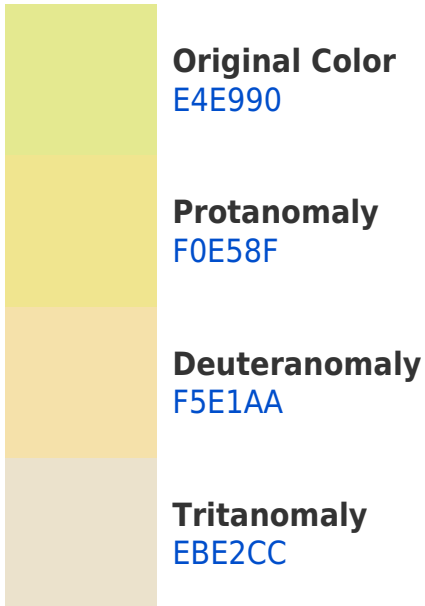 Original Color
E4E990
Protanomaly
F0E58F
Deuteranomaly
F5E1AA
Tritanomaly
EBE2CC